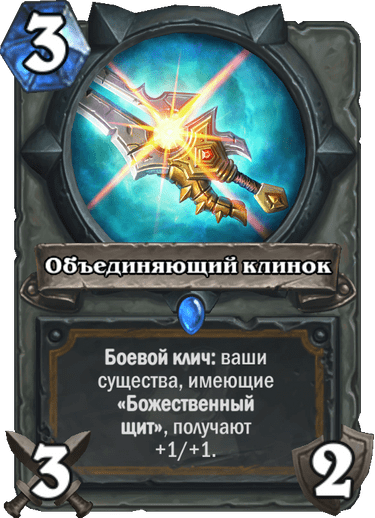 3
Объединяющий клинок
Боевой клич: ваши
существа, имеющие
«Божественный
щит», получают
+1/+1.
3
2